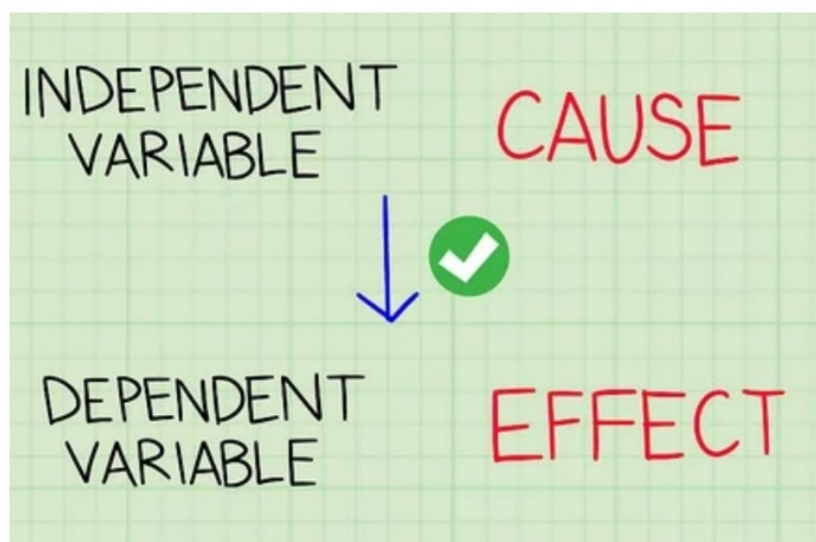 INDEPENDENT
VARIABLE
CAUSE
DEPENDENT
VARIABLE
EFFECT